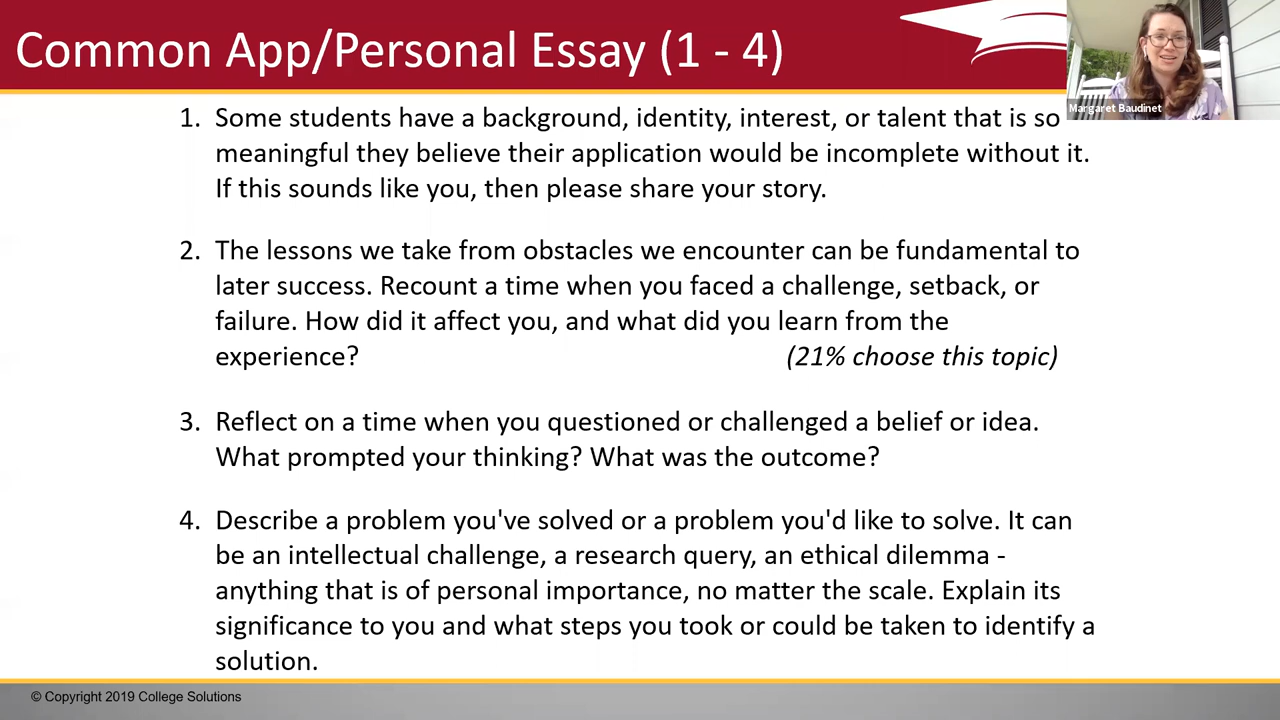 Common App/Personal Essay (1 - 4)
Margaret Baudinet
1. Some students have a background, identity, interest, or talent that is so
meaningful they believe their application would be incomplete without it.
If this sounds like you, then please share your story.
2. The lessons we take from obstacles we encounter can be fundamental to
later success. Recount a time when you faced a challenge, setback, or
failure. How did it affect you, and what did you learn from the
experience? (21% choose this topic)
3. Reflect on a time when you questioned or challenged a belief or idea.
What prompted your thinking? What was the outcome?
4. Describe a problem you've solved or a problem you'd like to solve. It can
be an intellectual challenge, a research query, an ethical dilemma -
anything that is of personal importance, no matter the scale. Explain its
significance to you and what steps you took or could be taken to identify a
solution.
© Copyright 2019 College Solutions